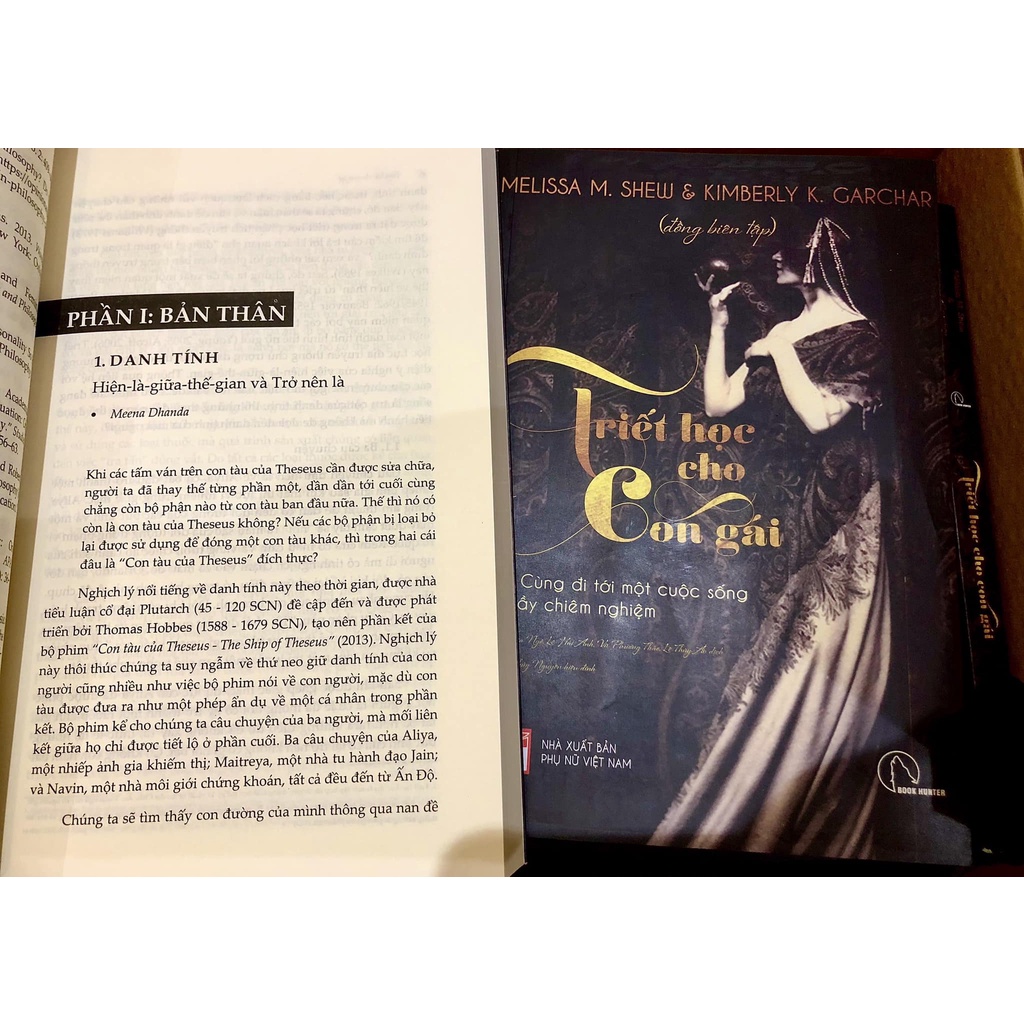 PHẦN I: BẢN THÂN
1. DANH TÍNH
Hiện-là-giữa-thế-gian và Trở nên là
• Meena Dhanda
Khi các tấm ván trên con tàu của Theseus cần được sửa chữa,
người ta đã thay thế từng phần một, dần dần tới cuối cùng
chẳng còn bộ phận nào từ con tàu ban đầu nữa. Thế thì nó có
còn là con tàu của Theseus không? Nếu các bộ phận bị loại bỏ
lại được sử dụng để đóng một con tàu khác, thì trong hai cái
đâu là “Con tàu của Theseus” đích thực?
Nghịch lý nổi tiếng về danh tính này theo thời gian, được nhà
tiểu luận cổ đại Plutarch (45 - 120 SCN) đề cập đến và được phát
triển bởi Thomas Hobbes (1588 - 1679 SCN), tạo nên phần kết của
bộ phim “Con tàu của Theseus - The Ship of Theseus” (2013). Nghịch lý
này thôi thúc chúng ta suy ngẫm về thứ neo giữ danh tính của con
người cũng nhiều như việc bộ phim nói về con người, mặc dù con
tàu được đưa ra như một phép ẩn dụ về một cá nhân trong phần
kết. Bộ phim kể cho chúng ta câu chuyện của ba người, mà mối liên
kết giữa họ chỉ được tiết lộ ở phần cuối. Ba câu chuyện của Aliya,
một nhiếp ảnh gia khiếm thị; Maitreya, một nhà tu hành đạo Jain;
và Navin, một nhà môi giới chứng khoán, tất cả đều đến từ Ấn Độ.
Chúng ta sẽ tìm thấy con đường của mình thông qua nan đề
MELISSA M. SHEW & KIMBERLY K. GARCHAR
(đồng biên tập)
Triết học
cho
Con gái
Cùng đi tới một cuộc sống
ầy chiêm nghiệm
NHÀ XUẤT BẢN
PHỤ NỮ VIỆT NAM
BOOK HUNTER
BOOK HUNTER
Triết học cho con gái